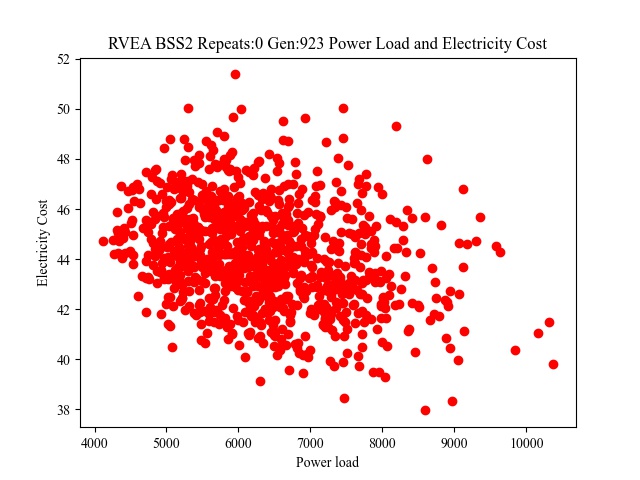 RVEA BSS2 Repeats:0 Gen:923 Power Load and Electricity Cost
52
50
48
46
44
42
40
38
Electricity Cost
4000 5000 6000 7000 8000 9000 10000
Power load